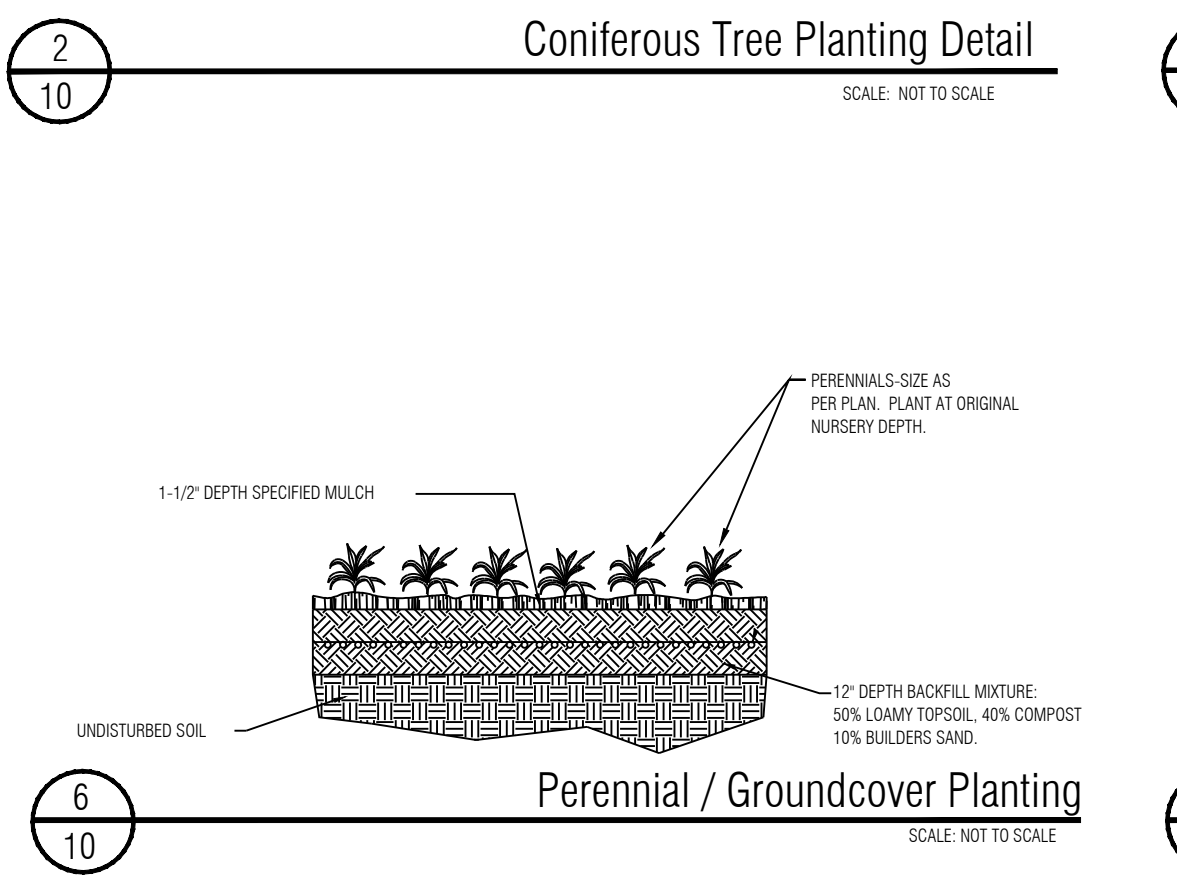 2
10
Coniferous Tree Planting Detail
SCALE: NOT TO SCALE
PERENNIALS-SIZE AS
PER PLAN. PLANT AT ORIGINAL
NURSERY DEPTH.
1-1/2" DEPTH SPECIFIED MULCH
12" DEPTH BACKFILL MIXTURE:
50% LOAMY TOPSOIL, 40% COMPOST
10% BUILDERS SAND.
UNDISTURBED SOIL
6
10
Perennial / Groundcover Planting
SCALE: NOT TO SCALE